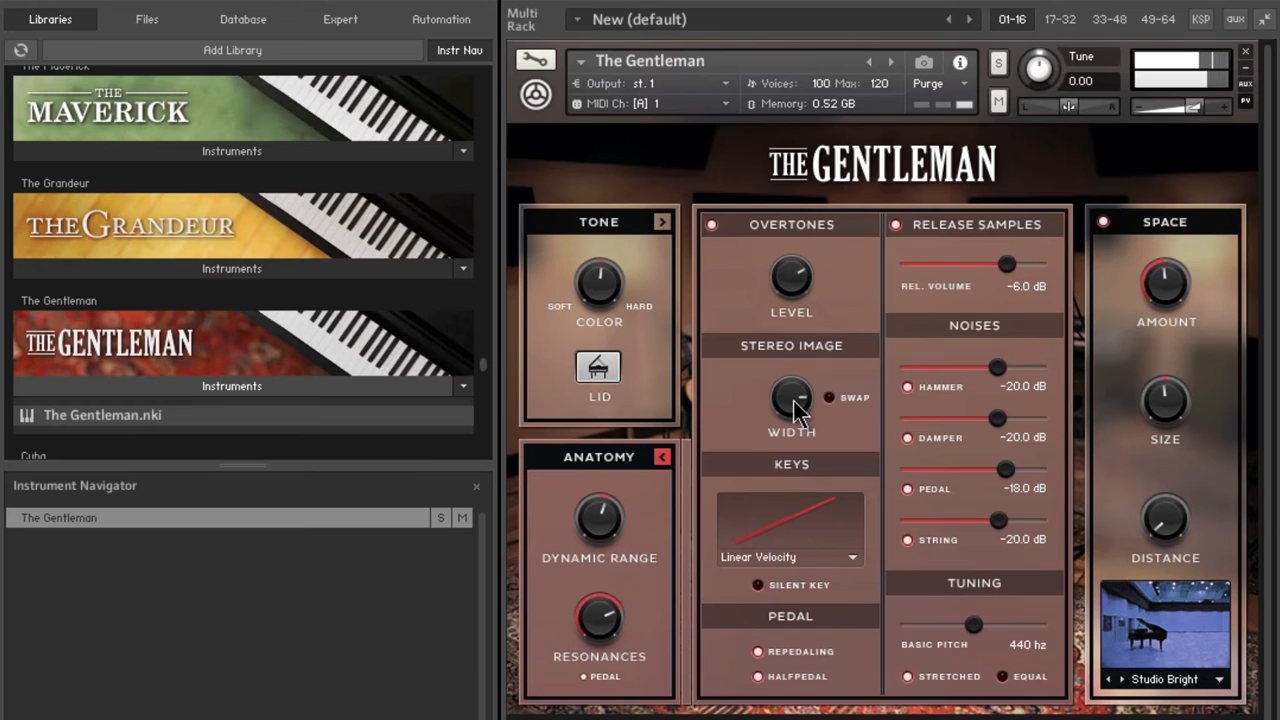 Libraries
Files
Database
Expert
Automation
Add Library
Instr Nav
The Maverick
THE
MAVERICK
Instruments
The Grandeur
THE GRANDEUR
Instruments
The Gentleman
THE GENTLEMAN
Instruments
The Gentleman.nki
Cuba
Instrument Navigator
The Gentleman
S
M
Multi
Rack
New (default)
01-16
17-32
33-48
49-64
KSP
aux
The Gentleman
Output: st.1
Voices: 100 Max: 120
Purge
MIDI Ch: [A] 1
Memory: 0.52 GB
S
M
Tune
0.00
L
R
AUX
PV
THE GENTLEMAN
TONE
SOFT
HARD
COLOR
LID
ANATOMY
DYNAMIC RANGE
RESONANCES
PEDAL
OVERTONES
LEVEL
STEREO IMAGE
SWAP
WIDTH
KEYS
Linear Velocity
SILENT KEY
PEDAL
REPEDALING
HALFPEDAL
RELEASE SAMPLES
REL. VOLUME -6.0 dB
NOISES
HAMMER -20.0 dB
DAMPER -20.0 dB
PEDAL -18.0 dB
STRING -20.0 dB
TUNING
BASIC PITCH 440 hz
STRETCHED
EQUAL
SPACE
AMOUNT
SIZE
DISTANCE
Studio Bright